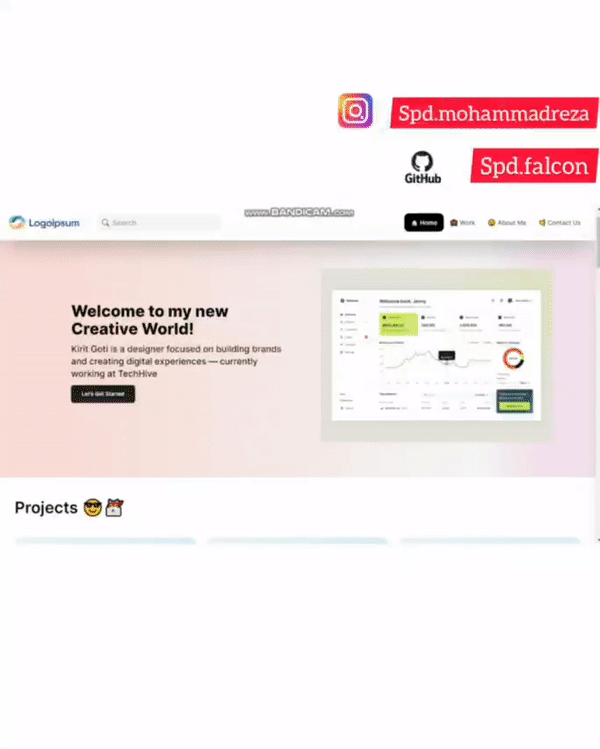 Spd.mohammadreza
GitHub
Spd.falcon
www.BANDICAM.com
Logoipsum
Search
Home
Work
About Me
Contact Us
Welcome to my new
Creative World!
Kirit Goti is a designer focused on building brands
and creating digital experiences — currently
working at TechHive
Let's Get Started
Welcome back, Jenny
Projects